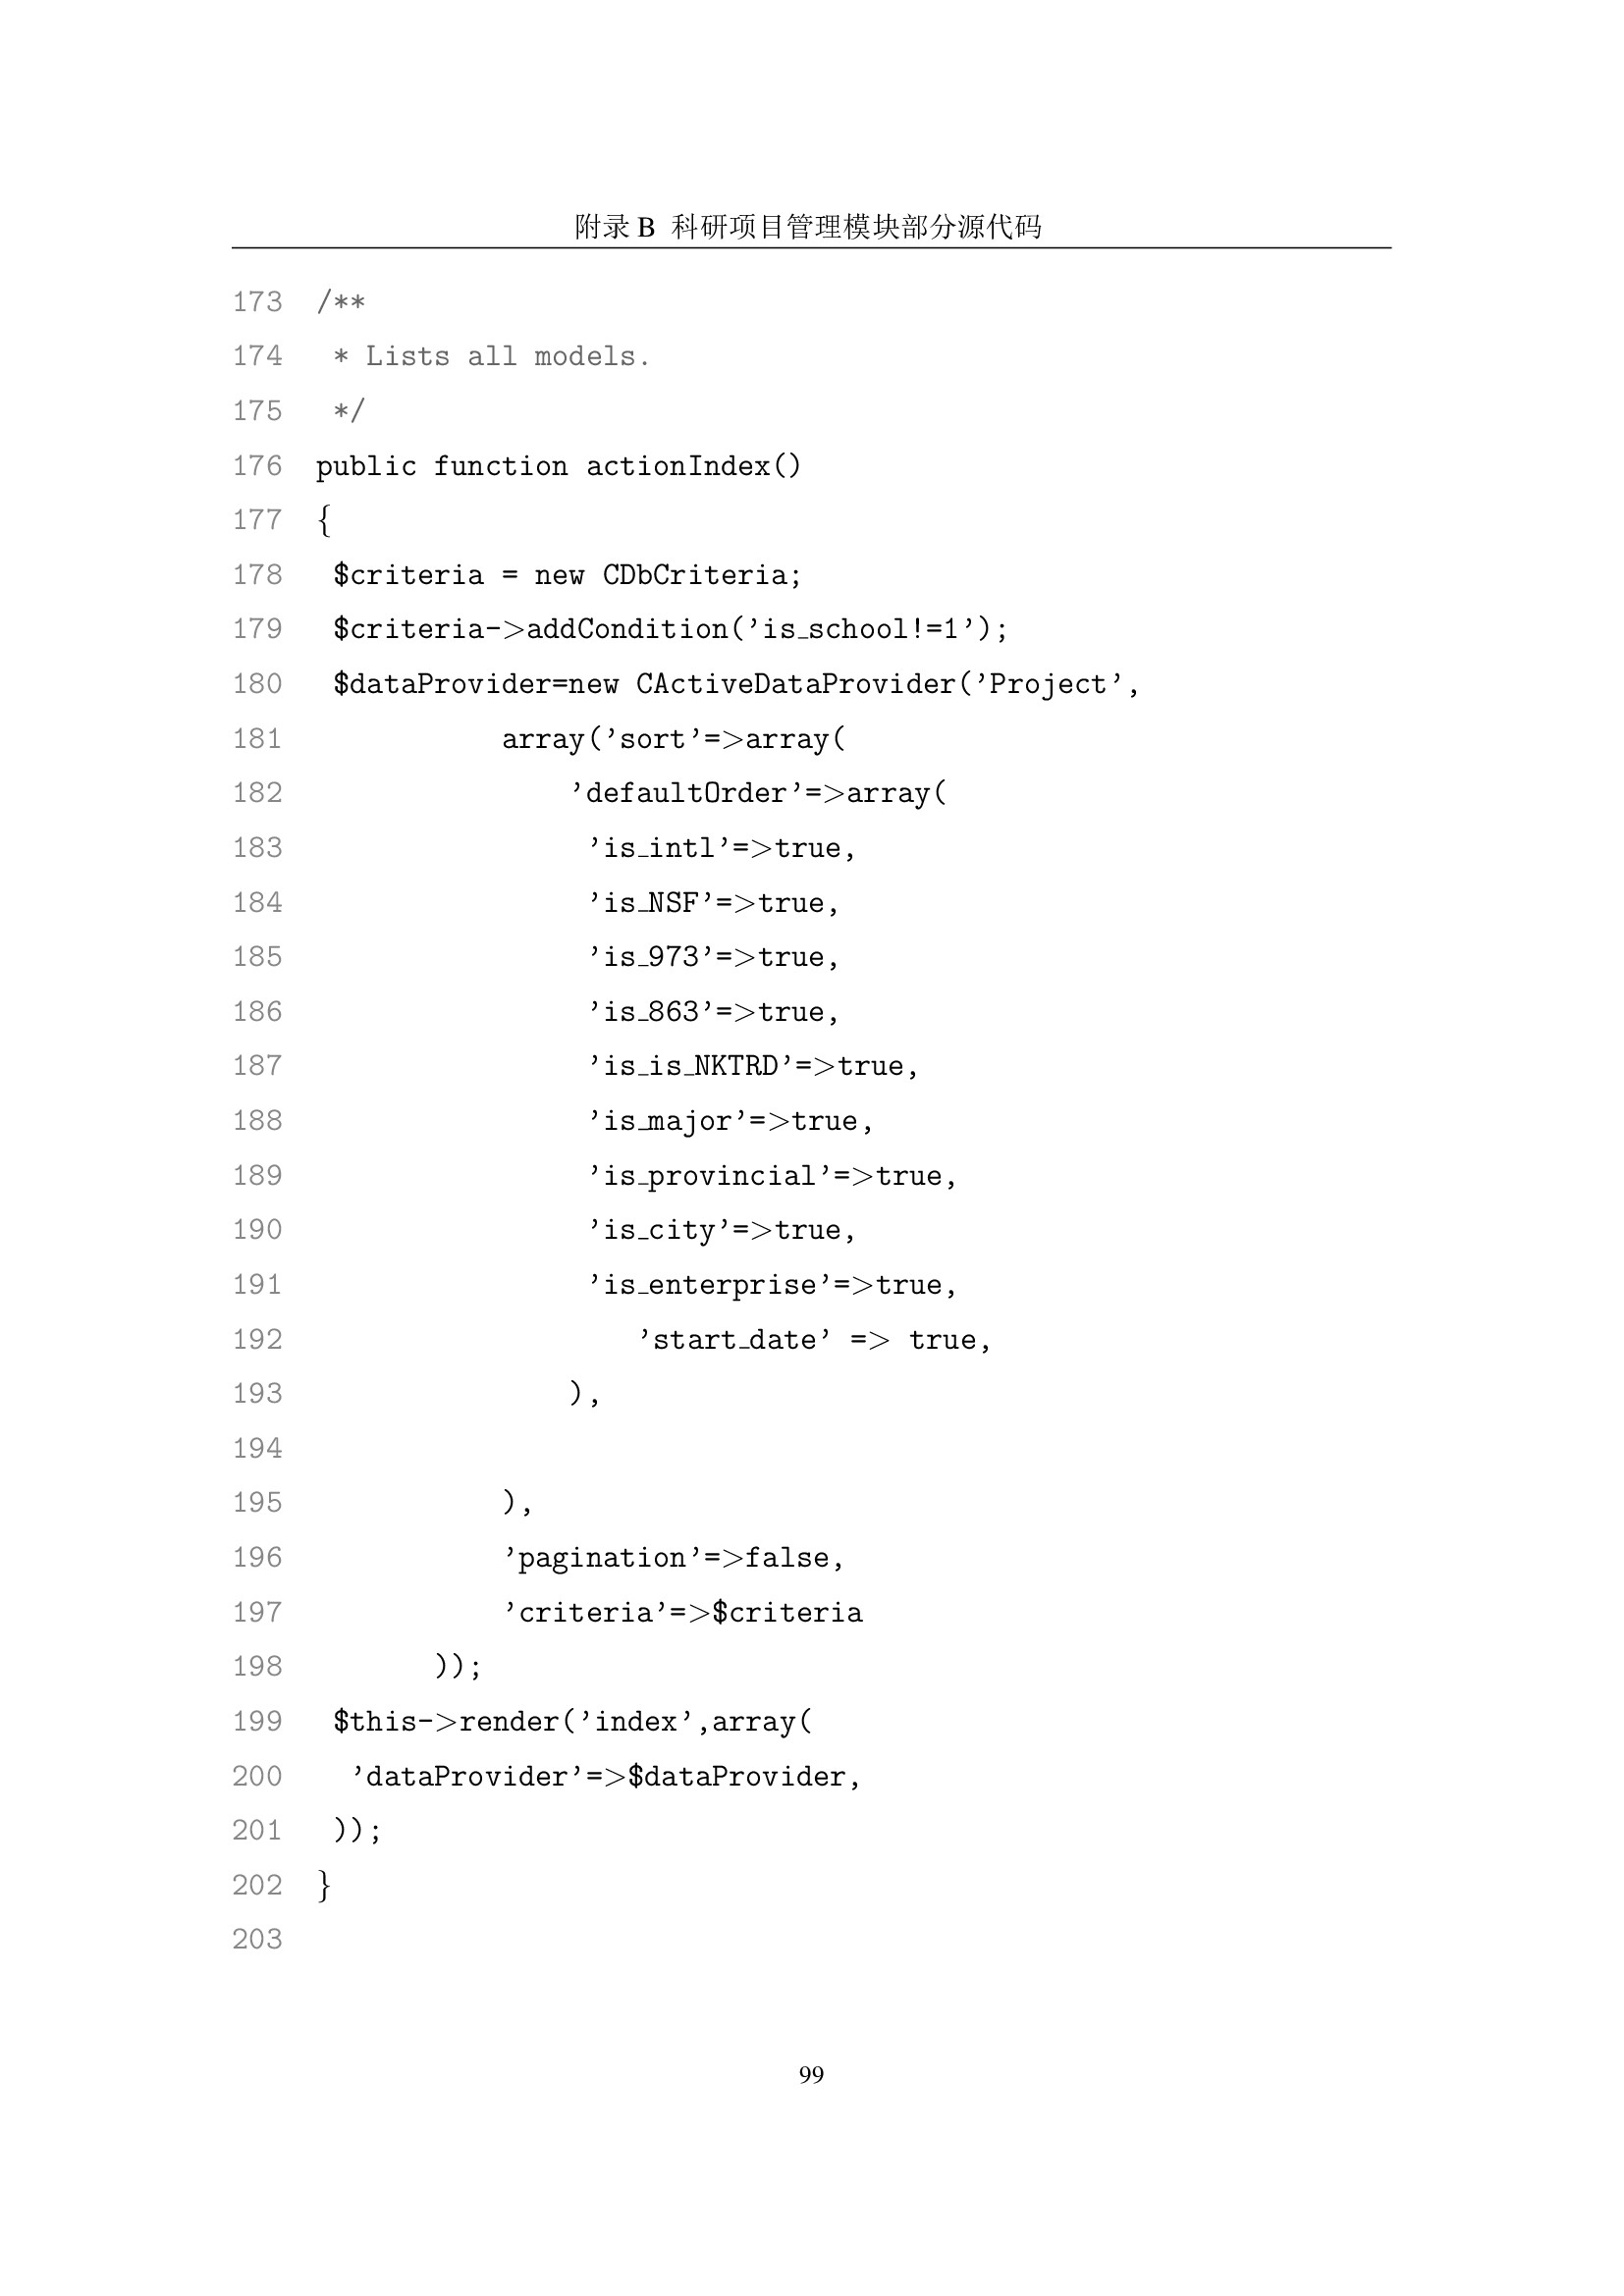 附录 B 科研项目管理模块部分源代码
173 /**
174  * Lists all models.
175  */
176 public function actionIndex()
177 {
178  $criteria = new CDbCriteria;
179  $criteria->addCondition('is_school!=1');
180  $dataProvider=new CActiveDataProvider('Project',
181            array('sort'=>array(
182                'defaultOrder'=>array(
183                 'is_intl'=>true,
184                 'is_NSF'=>true,
185                 'is_973'=>true,
186                 'is_863'=>true,
187                 'is_is_NKTRD'=>true,
188                 'is_major'=>true,
189                 'is_provincial'=>true,
190                 'is_city'=>true,
191                 'is_enterprise'=>true,
192                    'start_date' => true,
193                ),
194
195            ),
196            'pagination'=>false,
197            'criteria'=>$criteria
198        ));
199  $this->render('index',array(
200   'dataProvider'=>$dataProvider,
201  ));
202 }
203
99